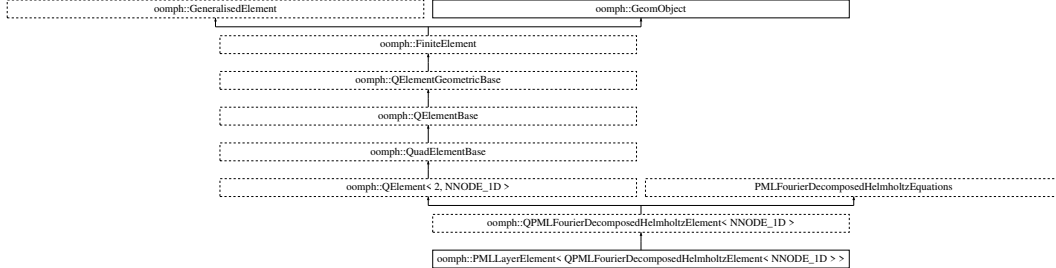 oomph::GeneralisedElement
oomph::GeomObject
oomph::FiniteElement
oomph::QElementGeometricBase
oomph::QElementBase
oomph::QuadElementBase
oomph::QElement< 2, NNODE_1D >
PMLFourierDecomposedHelmholtzEquations
oomph::QPMLFourierDecomposedHelmholtzElement< NNODE_1D >
oomph::PMLLayerElement< QPMLFourierDecomposedHelmholtzElement< NNODE_1D > >